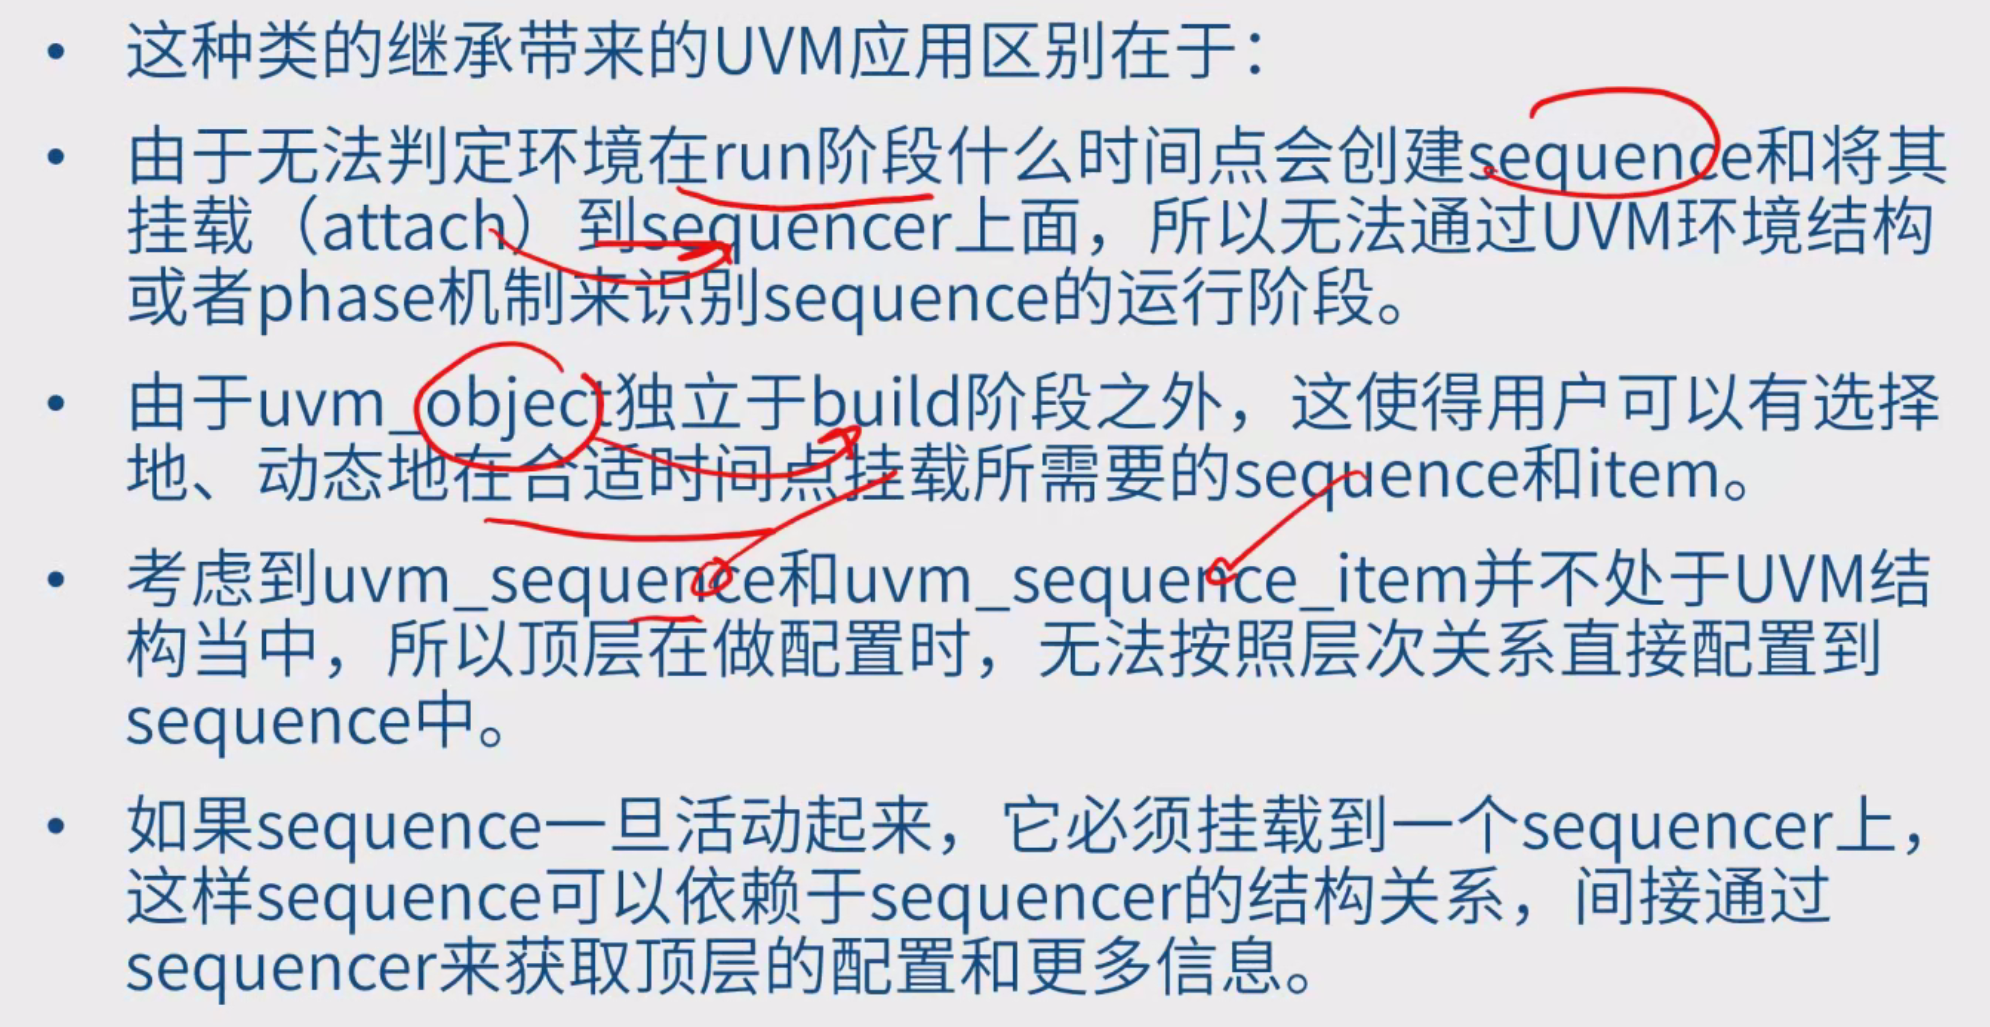 • 这种类的继承带来的UVM应用区别在于：
• 由于无法判定环境在run阶段什么时间点会创建sequence和将其
挂载（attach）到sequencer上面，所以无法通过UVM环境结构
或者phase机制来识别sequence的运行阶段。
• 由于uvm_object独立于build阶段之外，这使得用户可以有选择
地、动态地在合适时间点挂载所需要的sequence和item。
• 考虑到uvm_sequence和uvm_sequence_item并不处于UVM结
构当中，所以顶层在做配置时，无法按照层次关系直接配置到
sequence中。
• 如果sequence一旦活动起来，它必须挂载到一个sequencer上，
这样sequence可以依赖于sequencer的结构关系，间接通过
sequencer来获取顶层的配置和更多信息。